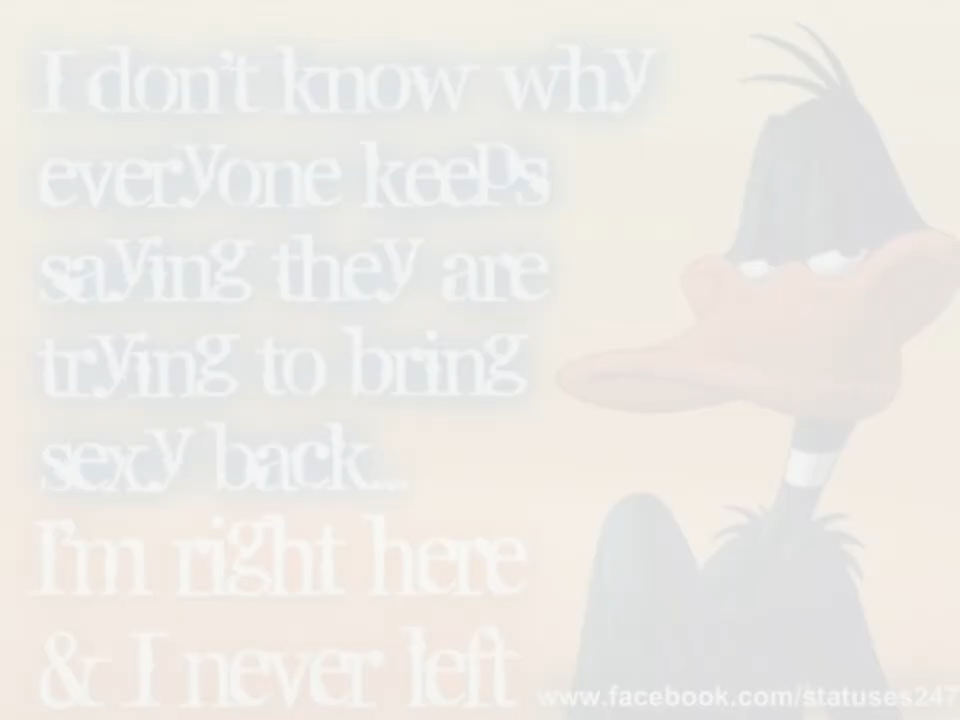 I don't know why
everyone keeps
saying they are
trying to bring
sexy back...
I'm right here
& I never left
www.facebook.com/statuses247